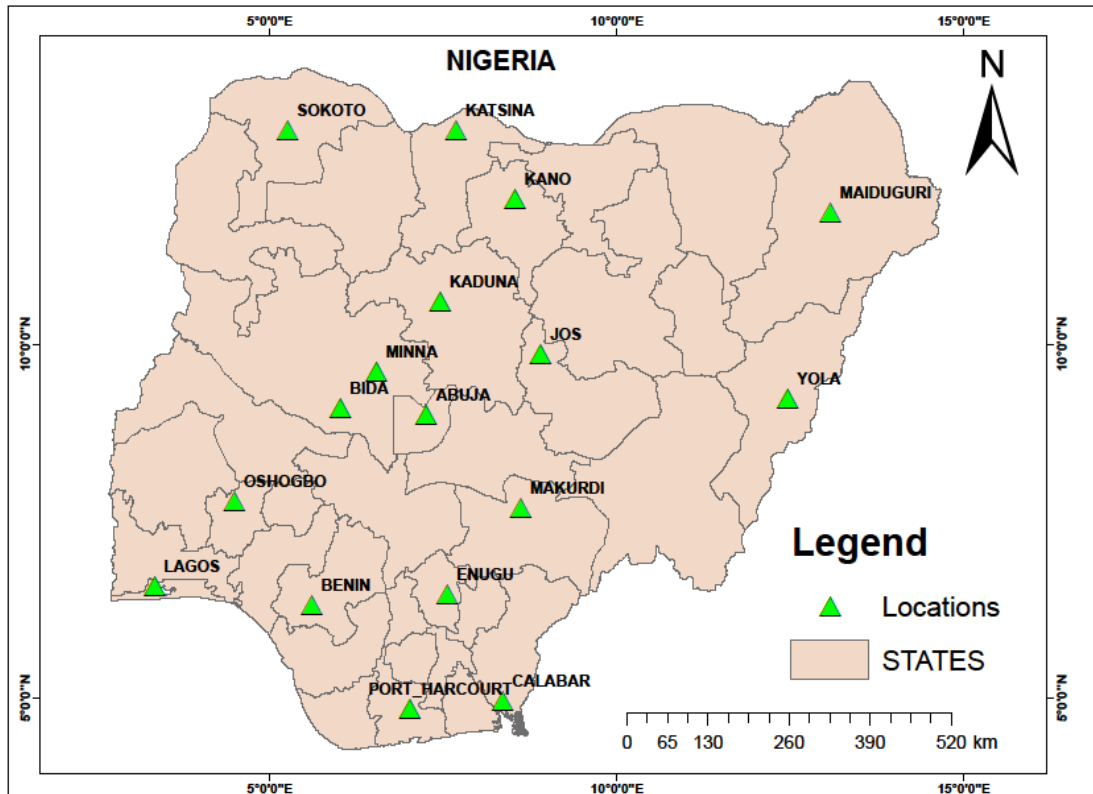 5°0'0"E 10°0'0"E 15°0'0"E
NIGERIA
N
SOKOTO
KATSINA
KANO
MAIDUGURI
KADUNA
JOS
10°0'0"N
10°0'0"N
MINNA
YOLA
BIDA
ABUJA
OSHOGBO
MAKURDI
Legend
LAGOS
BENIN
ENUGU
Locations
STATES
PORT_HARCOURT
CALABAR
5°0'0"N
5°0'0"N
0 65 130 260 390 520 km
5°0'0"E 10°0'0"E 15°0'0"E